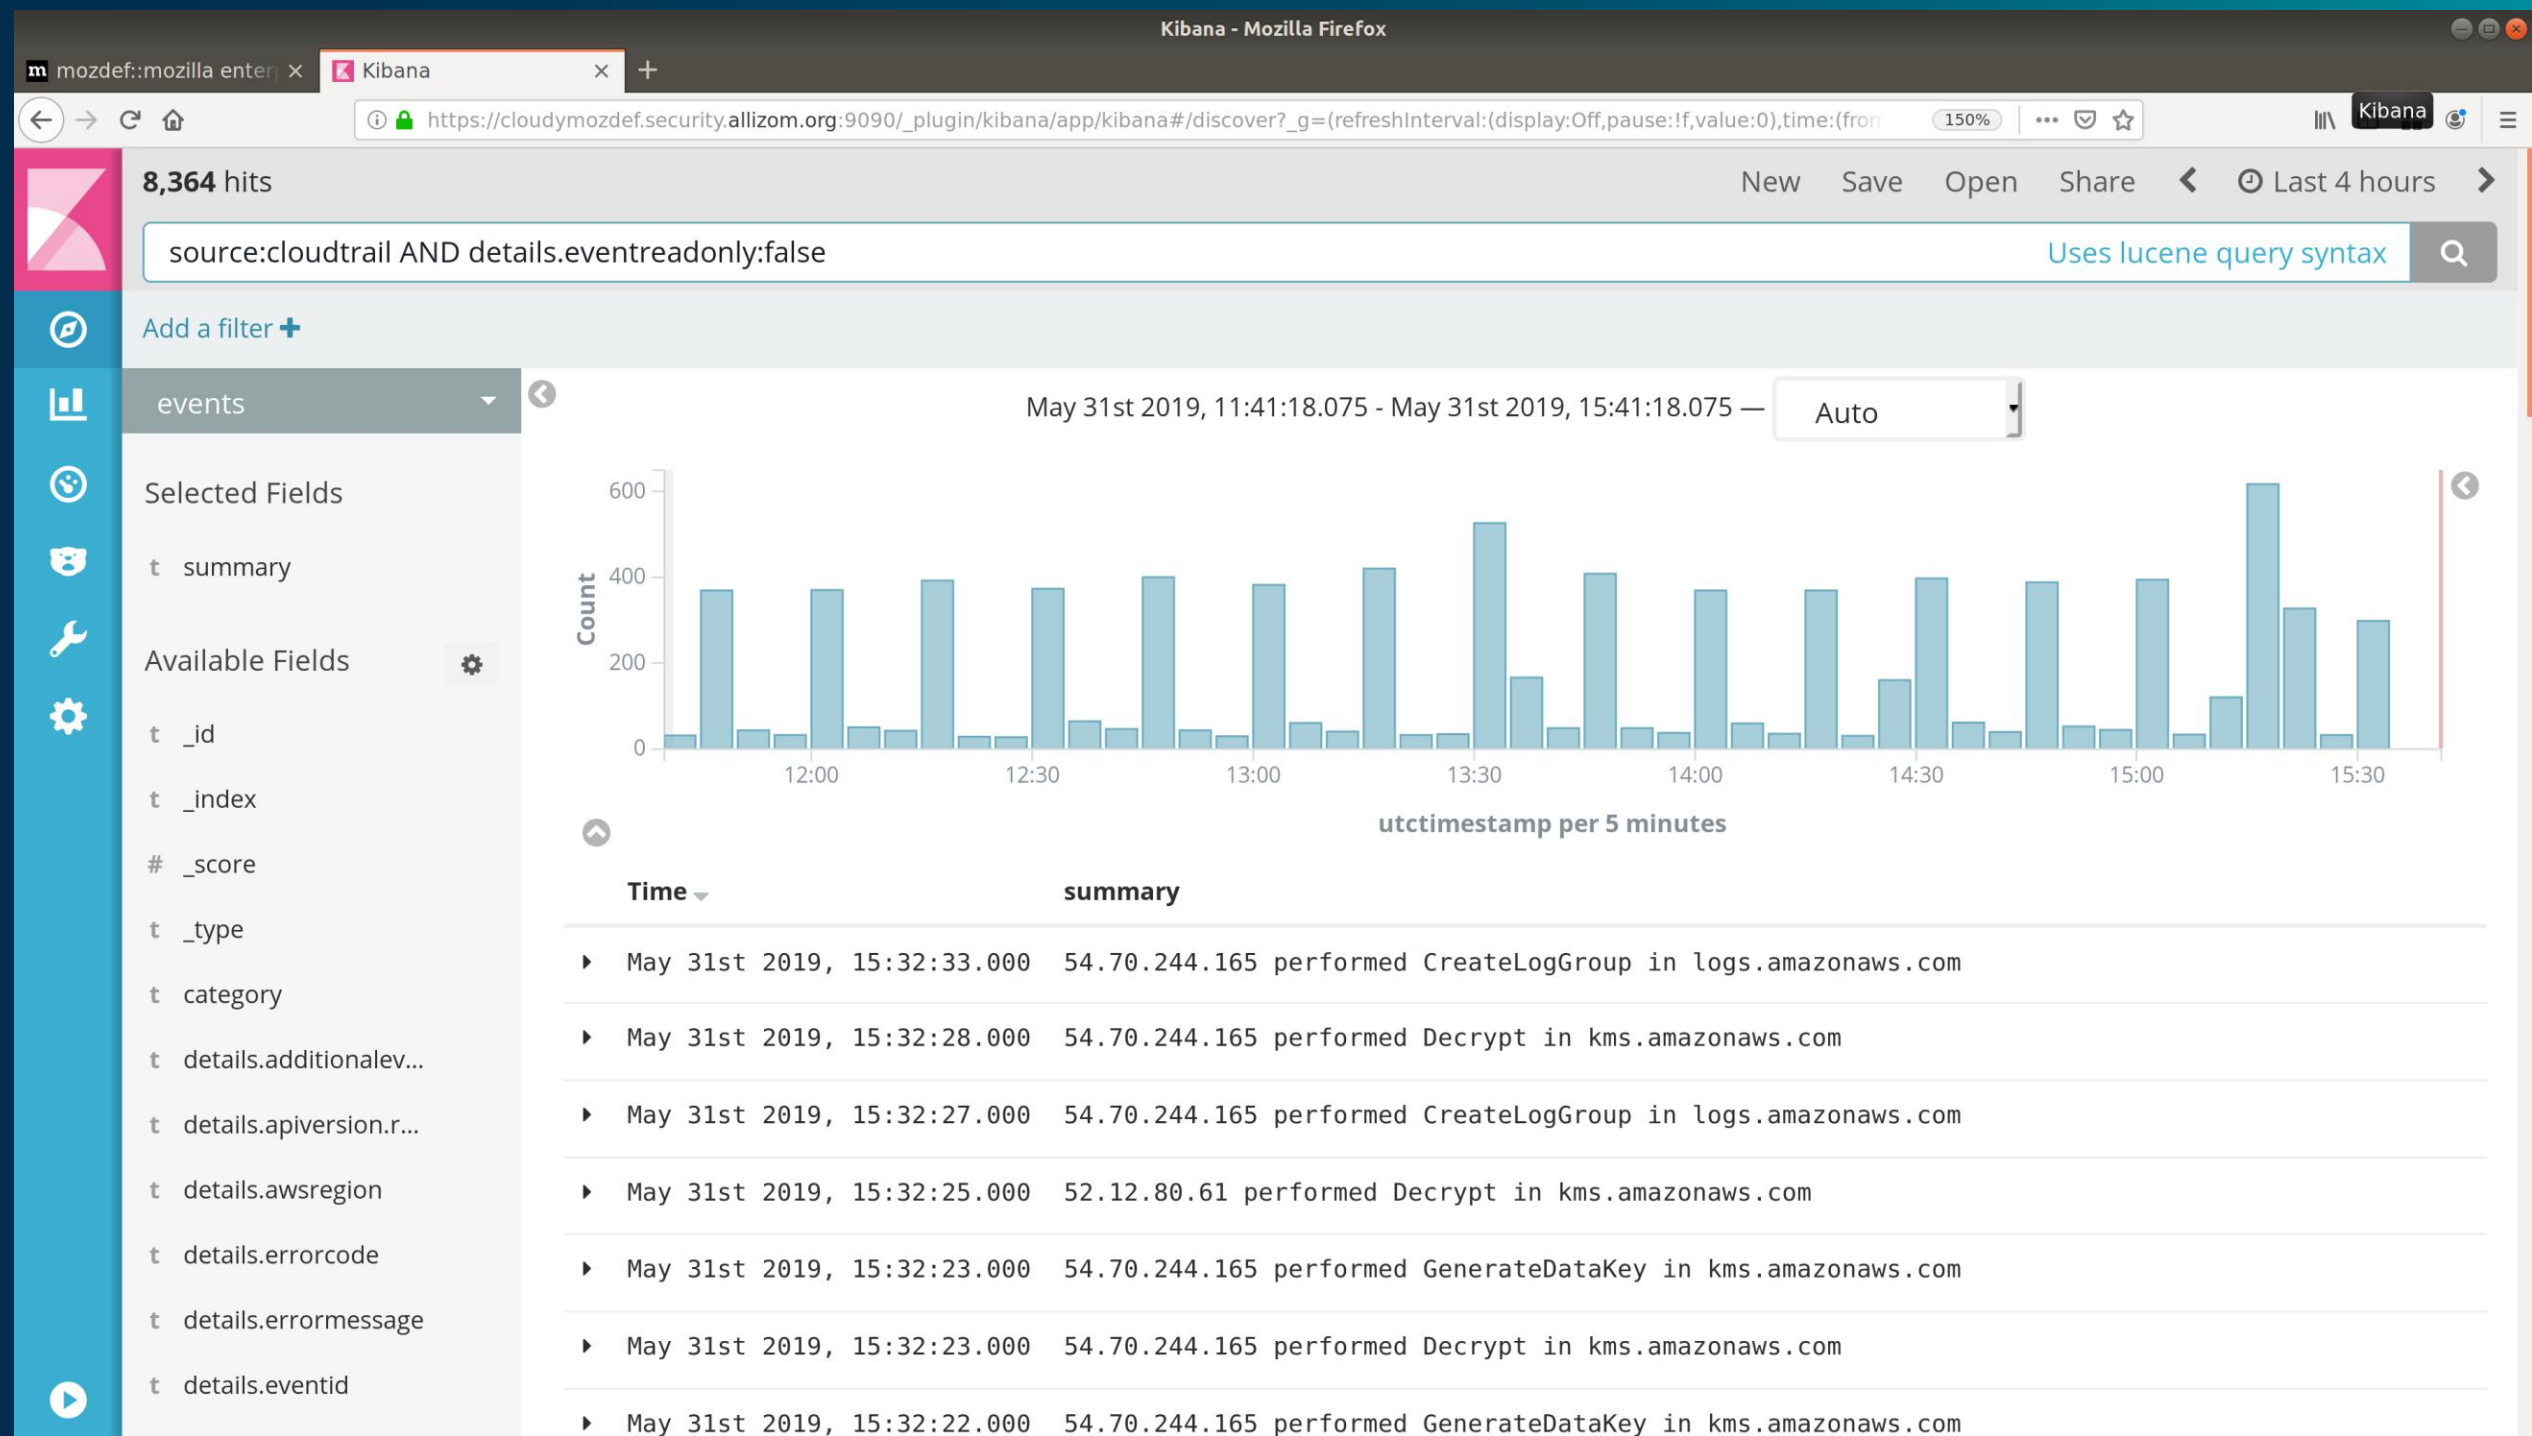 Kibana - Mozilla Firefox
m mozdef::mozilla enter
Kibana
https://cloudymozdef.security.allizom.org:9090/_plugin/kibana/app/kibana#/discover?_g=(refreshInterval:(display:Off,pause:!f,value:0),time:(from
150%
Kibana
8,364 hits
New Save Open Share Last 4 hours
source:cloudtrail AND details.eventreadonly:false
Uses lucene query syntax
Add a filter
events
May 31st 2019, 11:41:18.075 - May 31st 2019, 15:41:18.075 —
Auto
Selected Fields
t summary
Available Fields
t _id
t _index
# _score
t _type
t category
t details.additionalev...
t details.apiversion.r...
t details.awsregion
t details.errorcode
t details.errormessage
t details.eventid
Count
600
400
200
0
12:00 12:30 13:00 13:30 14:00 14:30 15:00 15:30
utctimestamp per 5 minutes
Time summary
May 31st 2019, 15:32:33.000 54.70.244.165 performed CreateLogGroup in logs.amazonaws.com
May 31st 2019, 15:32:28.000 54.70.244.165 performed Decrypt in kms.amazonaws.com
May 31st 2019, 15:32:27.000 54.70.244.165 performed CreateLogGroup in logs.amazonaws.com
May 31st 2019, 15:32:25.000 52.12.80.61 performed Decrypt in kms.amazonaws.com
May 31st 2019, 15:32:23.000 54.70.244.165 performed GenerateDataKey in kms.amazonaws.com
May 31st 2019, 15:32:23.000 54.70.244.165 performed Decrypt in kms.amazonaws.com
May 31st 2019, 15:32:22.000 54.70.244.165 performed GenerateDataKey in kms.amazonaws.com